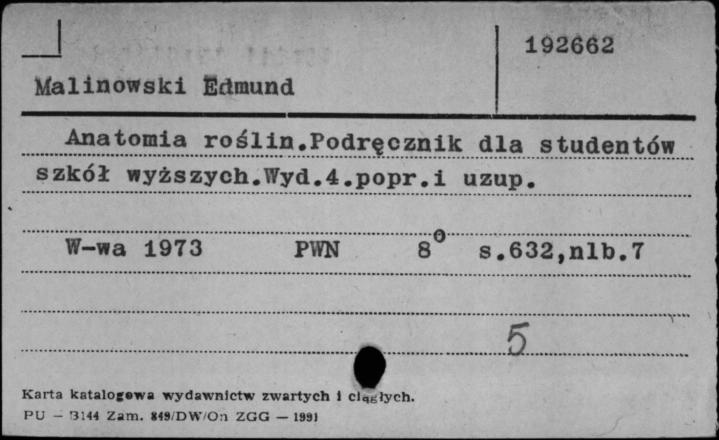 192662
Malinowski Edmund
Anatomia roślin.Podręcznik dla studentów
szkół wyższych.Wyd.4.popr.i uzup.
W-wa 1973 PWN 8° s.632,nlb.7
5
Karta katalogowa wydawnictw zwartych i ciągłych.
PU — B144 Zam. 849/DW/On ZGG — 1991